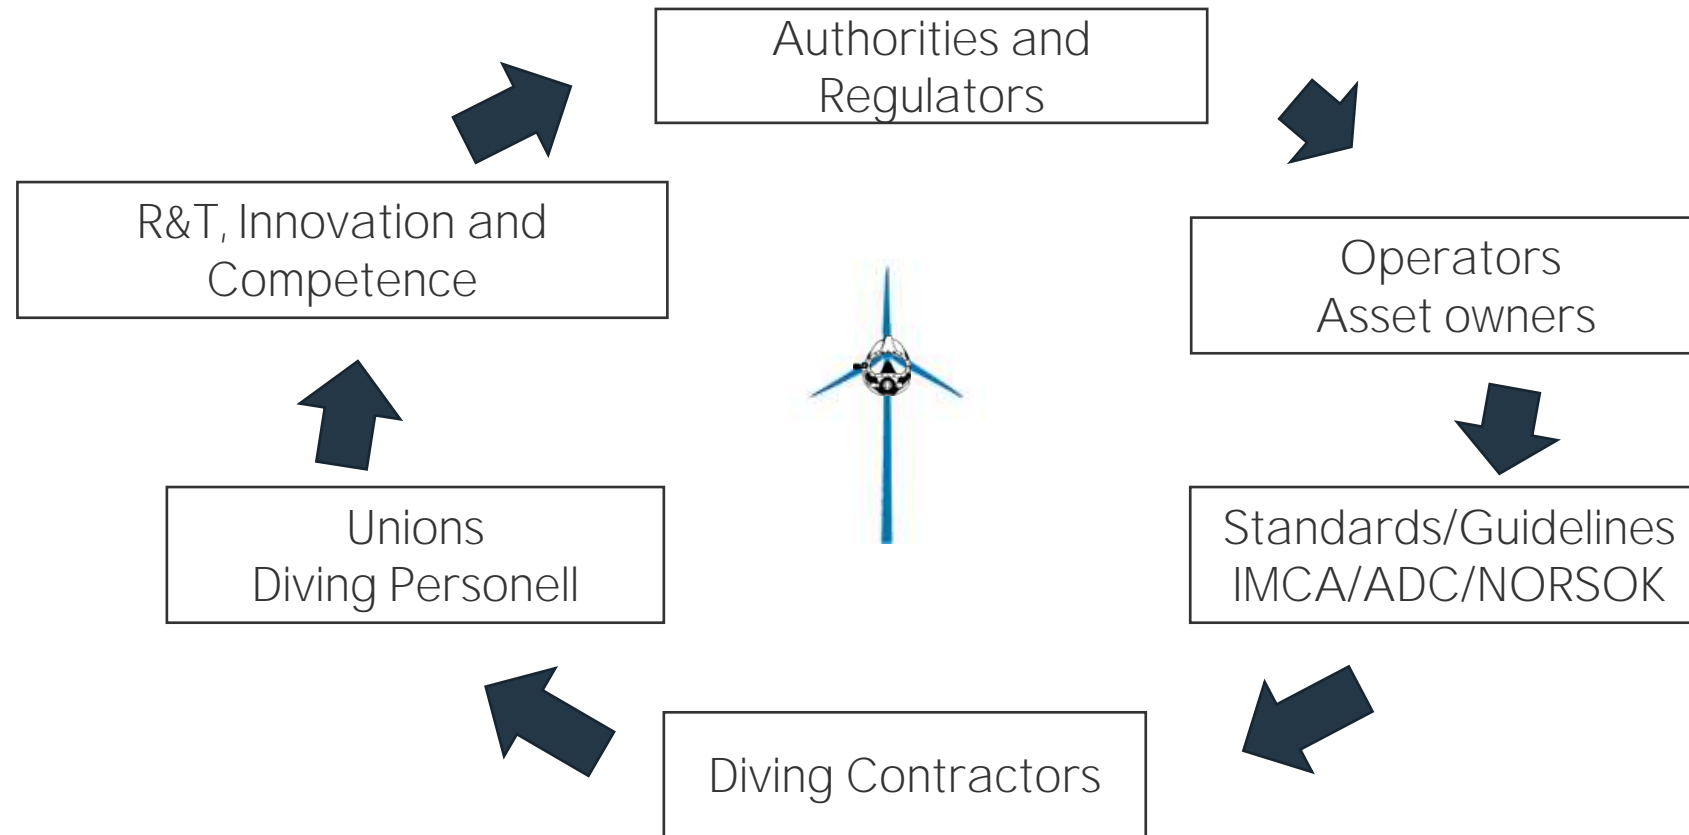 Authorities and
Regulators
R&T, Innovation and
Competence
Operators
Asset owners
Unions
Diving Personell
Standards/Guidelines
IMCA/ADC/NORSOK
Diving Contractors